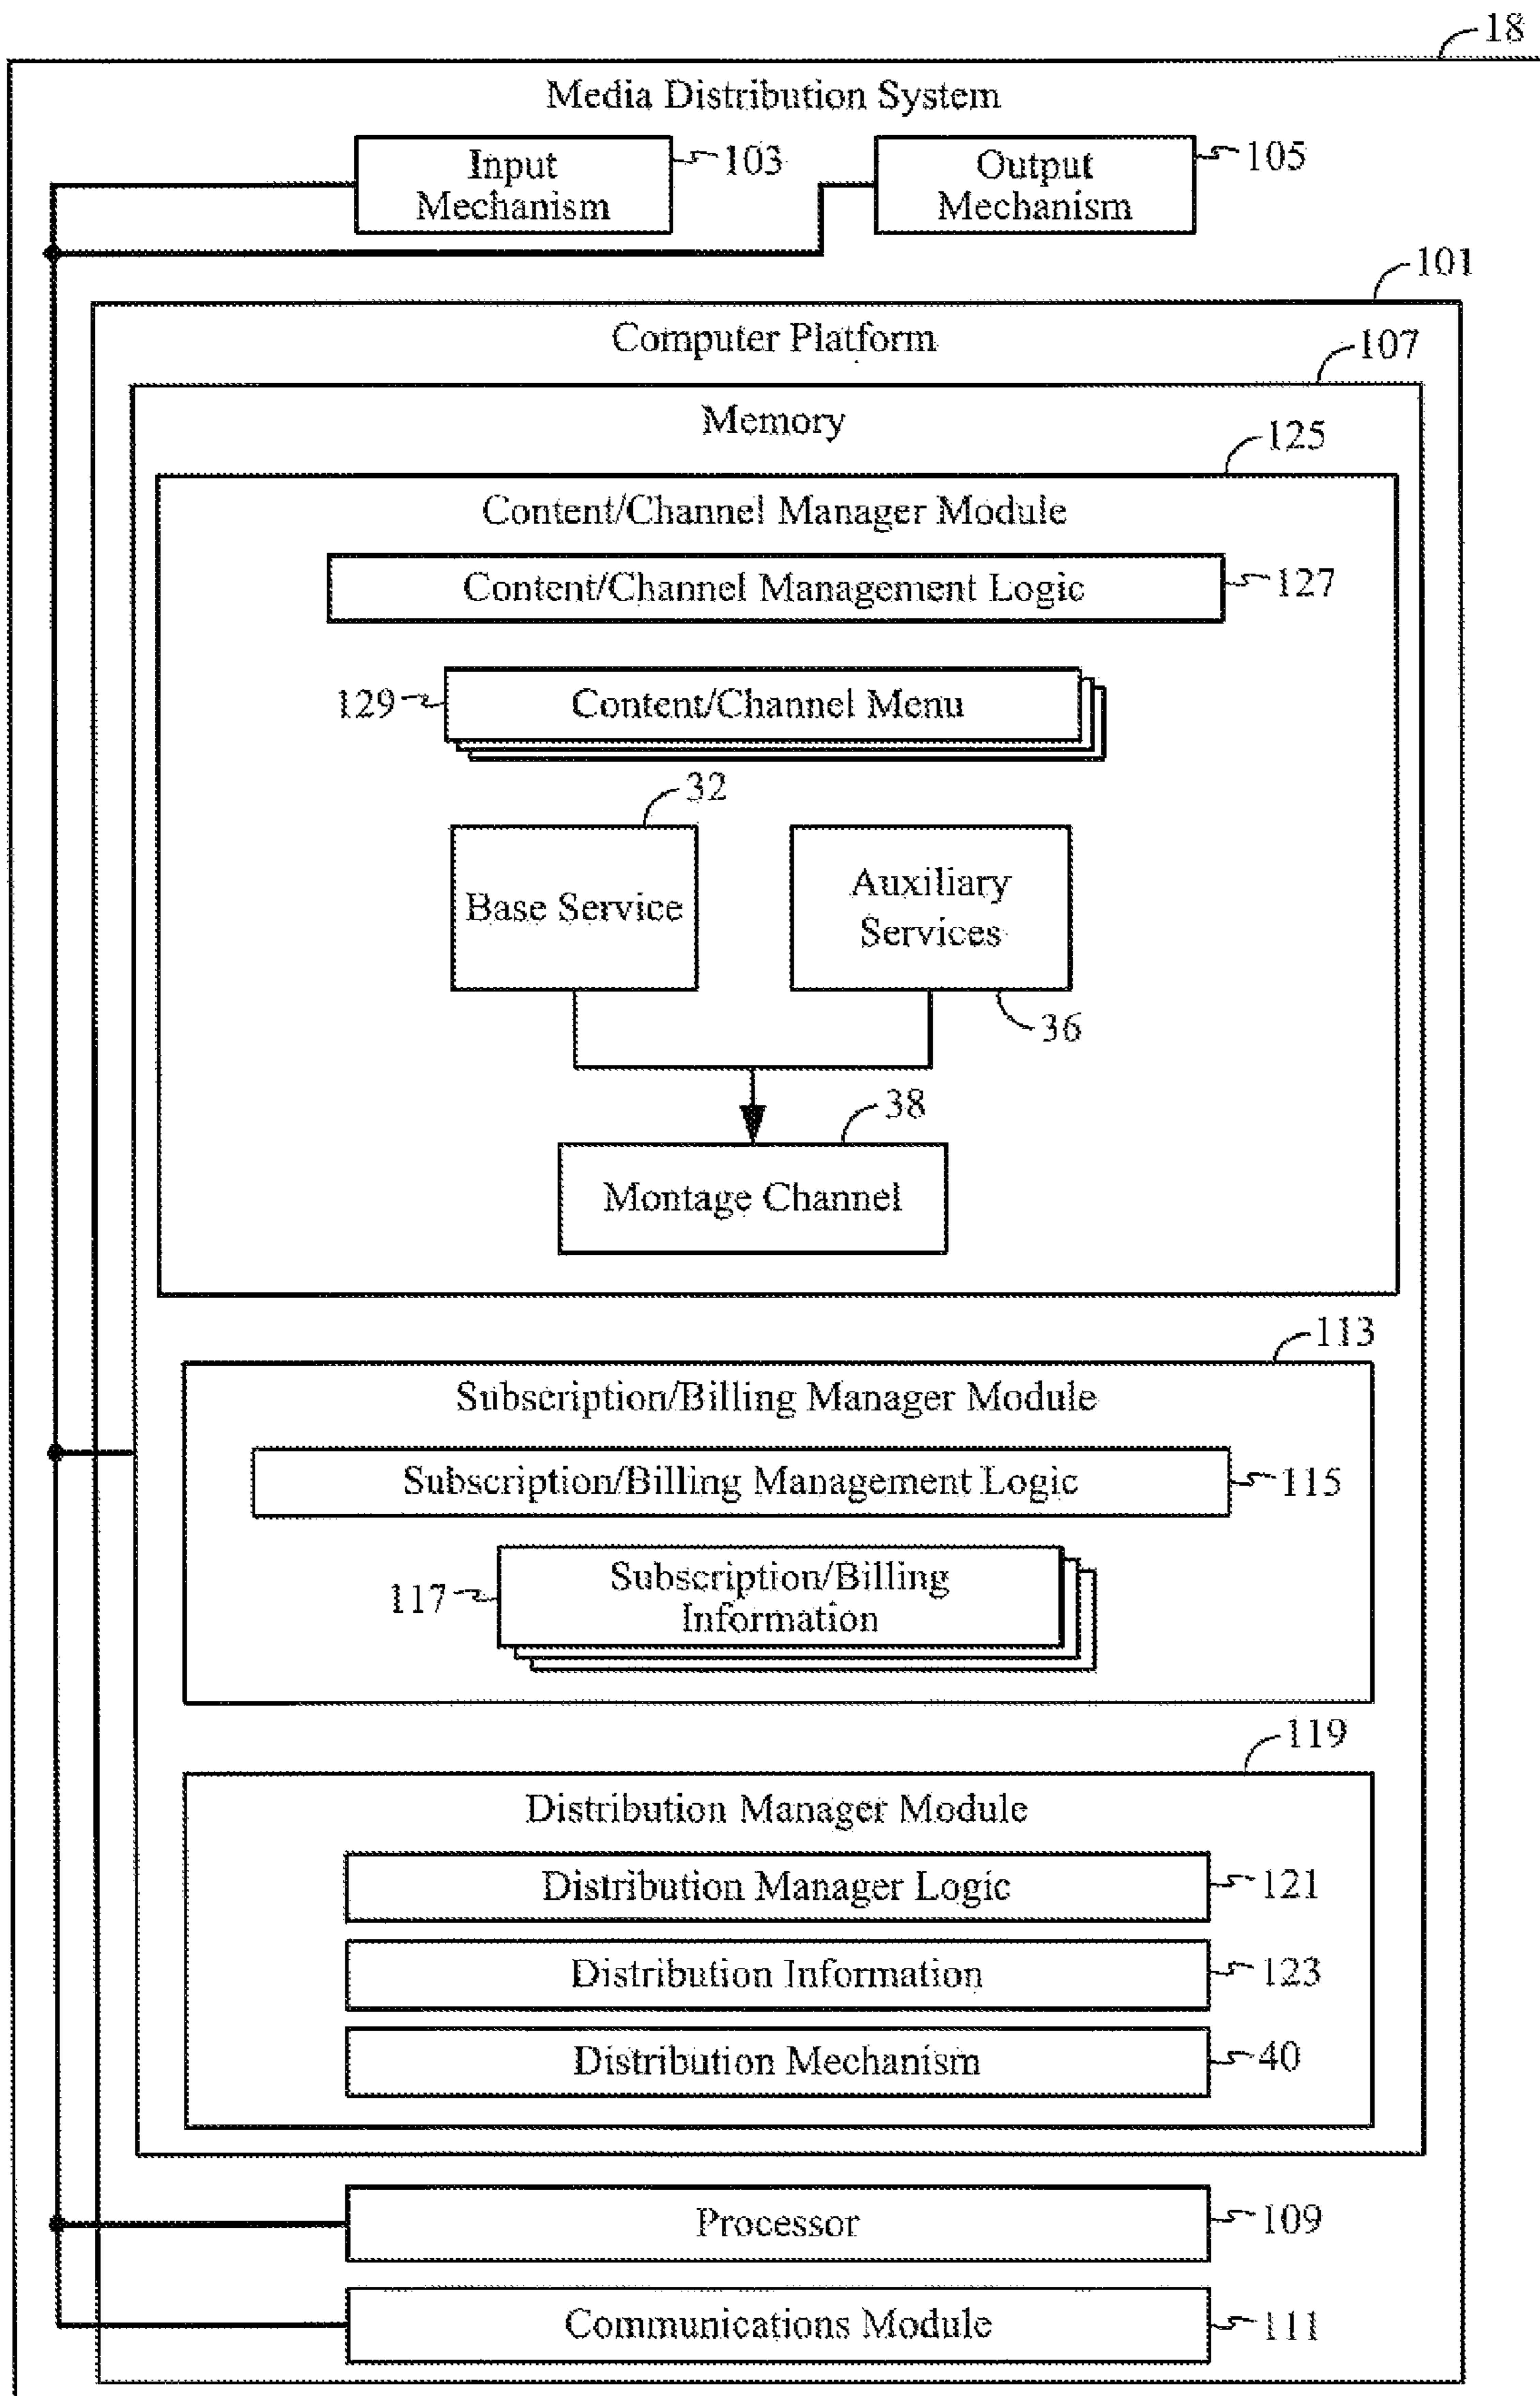 18
Media Distribution System
Input
Mechanism
103
Output
Mechanism
105
101
Computer Platform
107
Memory
125
Content/Channel Manager Module
Content/Channel Management Logic
127
129
Content/Channel Menu
32
Base Service
Auxiliary
Services
36
38
Montage Channel
113
Subscription/Billing Manager Module
Subscription/Billing Management Logic
115
117
Subscription/Billing
Information
119
Distribution Manager Module
Distribution Manager Logic
121
Distribution Information
123
Distribution Mechanism
40
Processor
109
Communications Module
111